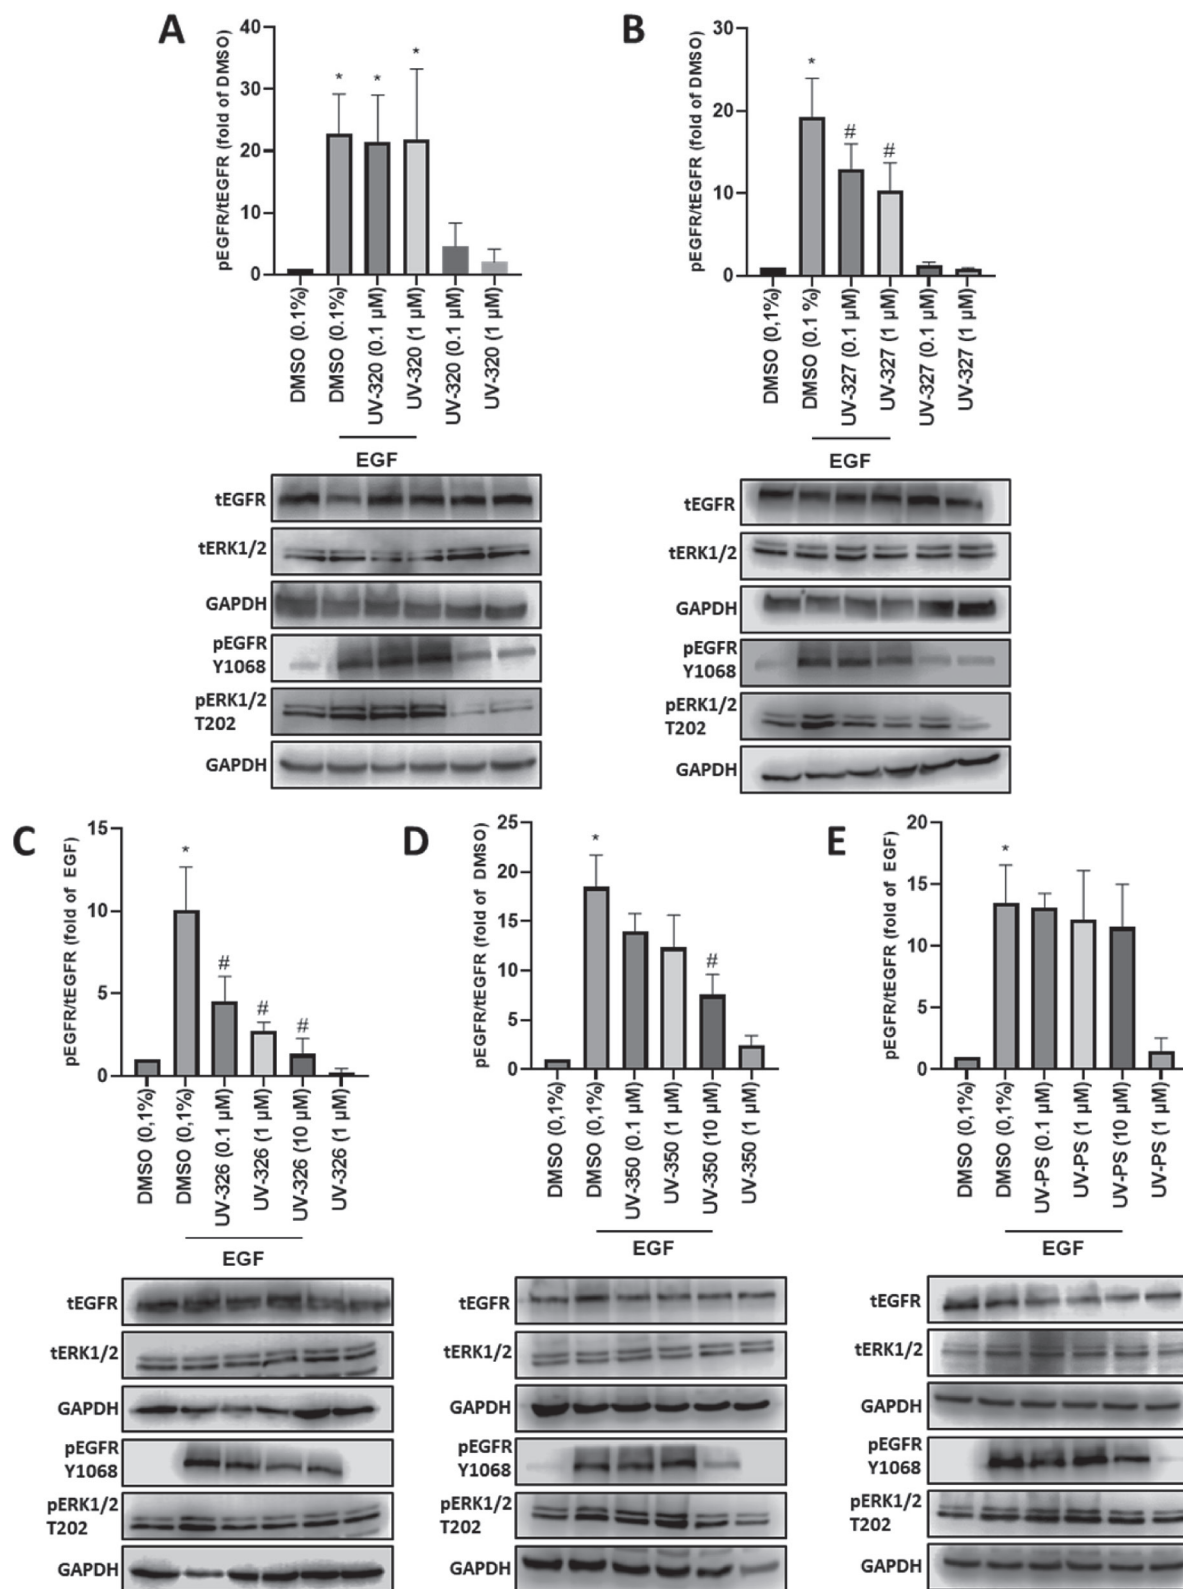 A
pEGFR/tEGFR (fold of DMSO)
40
30
20
10
0
*
*
*
DMSO (0.1%)
DMSO (0.1%)
UV-320 (0.1 µM)
UV-320 (1 µM)
UV-320 (0.1 µM)
UV-320 (1 µM)
EGF
tEGFR
tERK1/2
GAPDH
pEGFR
Y1068
pERK1/2
T202
GAPDH
B
pEGFR/tEGFR (fold of DMSO)
30
20
10
0
*
#
#
DMSO (0,1%)
DMSO (0.1 %)
UV-327 (0.1 µM)
UV-327 (1 µM)
UV-327 (0.1 µM)
UV-327 (1 µM)
EGF
tEGFR
tERK1/2
GAPDH
pEGFR
Y1068
pERK1/2
T202
GAPDH
C
pEGFR/tEGFR (fold of EGF)
15
10
5
0
*
#
#
#
DMSO (0,1%)
DMSO (0,1%)
UV-326 (0.1 µM)
UV-326 (1 µM)
UV-326 (10 µM)
UV-326 (1 µM)
EGF
tEGFR
tERK1/2
GAPDH
pEGFR
Y1068
pERK1/2
T202
GAPDH
D
pEGFR/tEGFR (fold of DMSO)
25
20
15
10
5
0
*
#
DMSO (0,1%)
DMSO (0,1%)
UV-350 (0.1 µM)
UV-350 (1 µM)
UV-350 (10 µM)
UV-350 (1 µM)
EGF
tEGFR
tERK1/2
GAPDH
pEGFR
Y1068
pERK1/2
T202
GAPDH
E
pEGFR/tEGFR (fold of EGF)
20
15
10
5
0
*
DMSO (0,1%)
DMSO (0,1%)
UV-PS (0.1 µM)
UV-PS (1 µM)
UV-PS (10 µM)
UV-PS (1 µM)
EGF
tEGFR
tERK1/2
GAPDH
pEGFR
Y1068
pERK1/2
T202
GAPDH